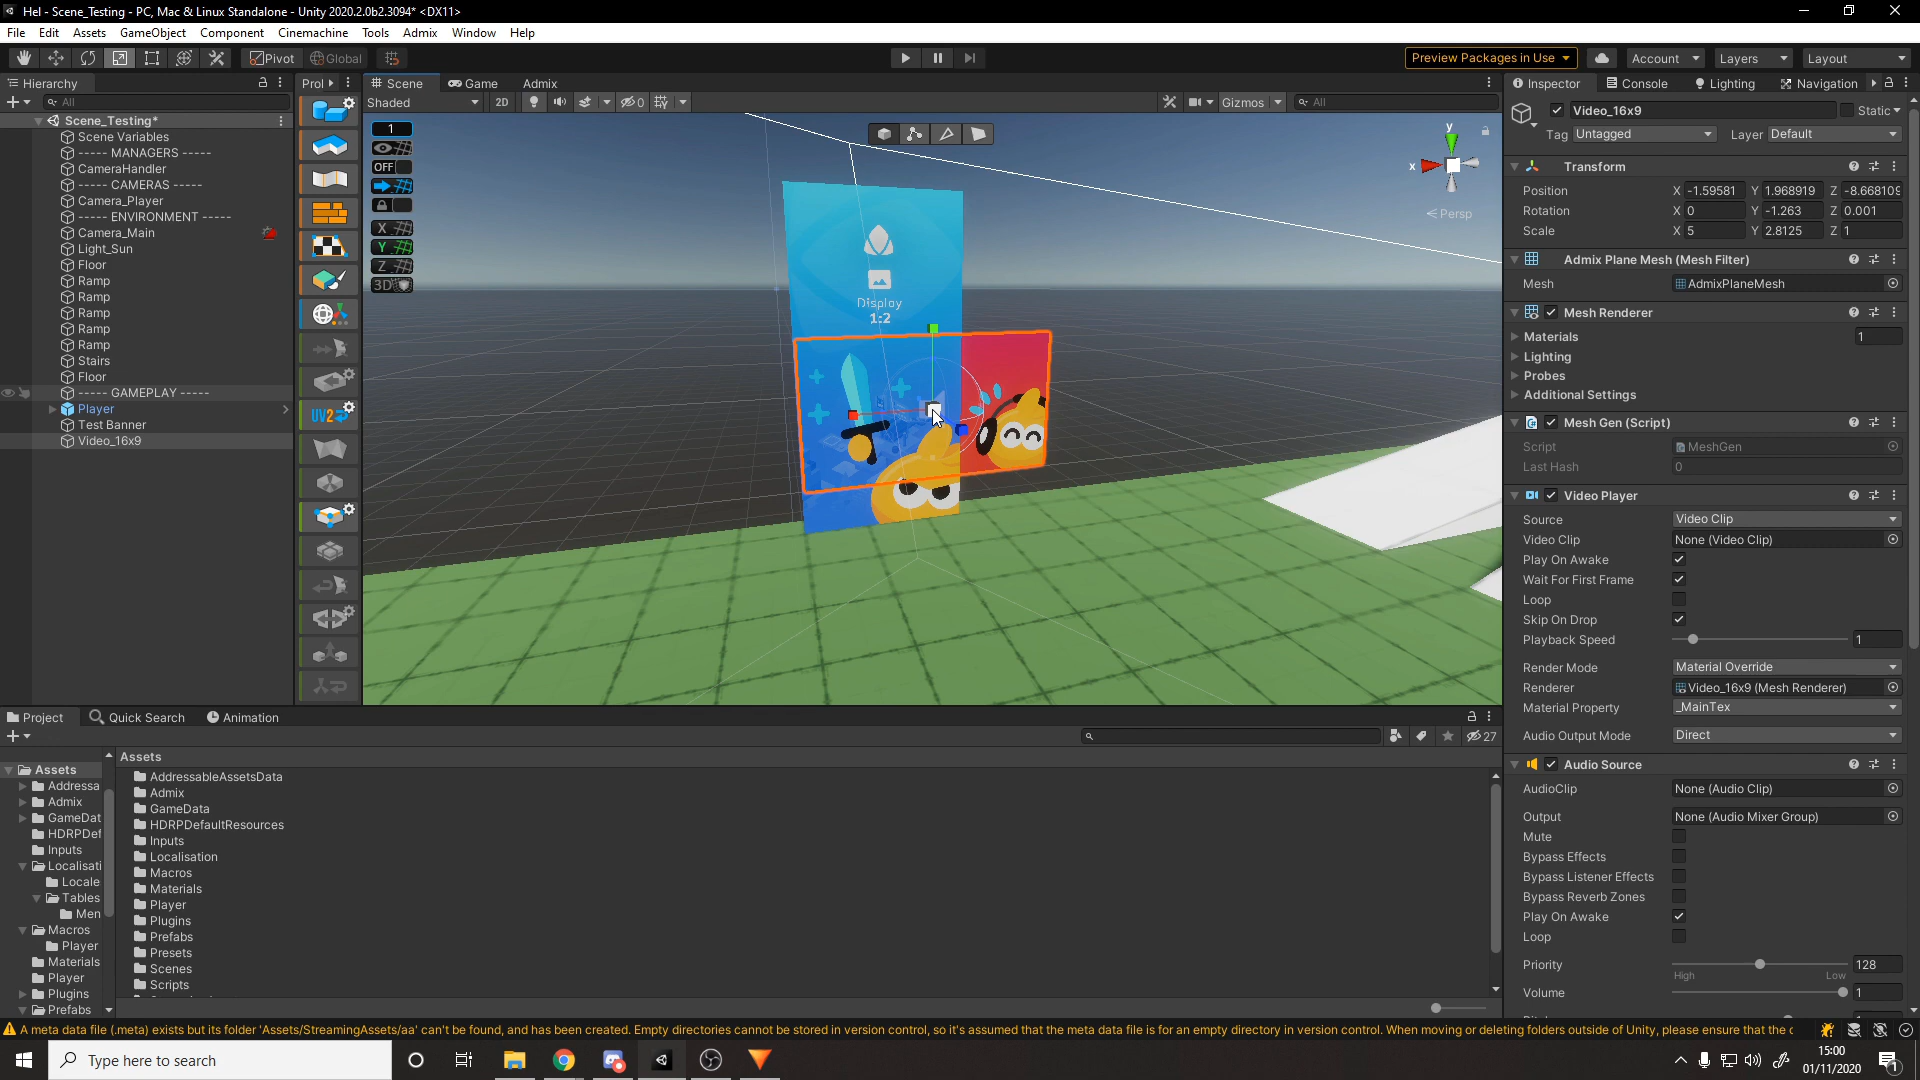 Hel - Scene_Testing - PC, Mac & Linux Standalone - Unity 2020.2.0b2.3094* <DX11>
File Edit Assets GameObject Component Cinemachine Tools Admix Window Help
Pivot Global
Preview Packages in Use
Account
Layers
Layout
Hierarchy
All
Scene_Testing*
Scene Variables
----- MANAGERS -----
CameraHandler
----- CAMERAS -----
Camera_Player
----- ENVIRONMENT -----
Camera_Main
Light_Sun
Floor
Ramp
Ramp
Ramp
Ramp
Ramp
Stairs
Floor
----- GAMEPLAY -----
Player
Test Banner
Video_16x9
Prol
UV2
Scene Game Admix
Shaded
2D
0
Gizmos
All
1
OFF
X
Y
Z
3D
y
x
Persp
Display
1:2
Inspector Console Lighting Navigation
Video_16x9
Static
Tag Untagged
Layer Default
Transform
Position X -1.59581 Y 1.968919 Z -8.668109
Rotation X 0 Y -1.263 Z 0.001
Scale X 5 Y 2.8125 Z 1
Admix Plane Mesh (Mesh Filter)
Mesh AdmixPlaneMesh
Mesh Renderer
Materials 1
Lighting
Probes
Additional Settings
Mesh Gen (Script)
Script MeshGen
Last Hash 0
Video Player
Source Video Clip
Video Clip None (Video Clip)
Play On Awake
Wait For First Frame
Loop
Skip On Drop
Playback Speed 1
Render Mode Material Override
Renderer Video_16x9 (Mesh Renderer)
Material Property _MainTex
Audio Output Mode Direct
Audio Source
AudioClip None (Audio Clip)
Output None (Audio Mixer Group)
Mute
Bypass Effects
Bypass Listener Effects
Bypass Reverb Zones
Play On Awake
Loop
Priority 128
High Low
Volume 1
Project Quick Search Animation
27
Assets
Addressa
Admix
GameDat
HDRPDef
Inputs
Localisati
Locale
Tables
Men
Macros
Player
Materials
Player
Plugins
Prefabs
Assets
AddressableAssetsData
Admix
GameData
HDRPDefaultResources
Inputs
Localisation
Macros
Materials
Player
Plugins
Prefabs
Presets
Scenes
Scripts
A meta data file (.meta) exists but its folder 'Assets/StreamingAssets/aa' can't be found, and has been created. Empty directories cannot be stored in version control, so it's assumed that the meta data file is for an empty directory in version control. When moving or deleting folders outside of Unity, please ensure that the
Type here to search
15:00
01/11/2020
1